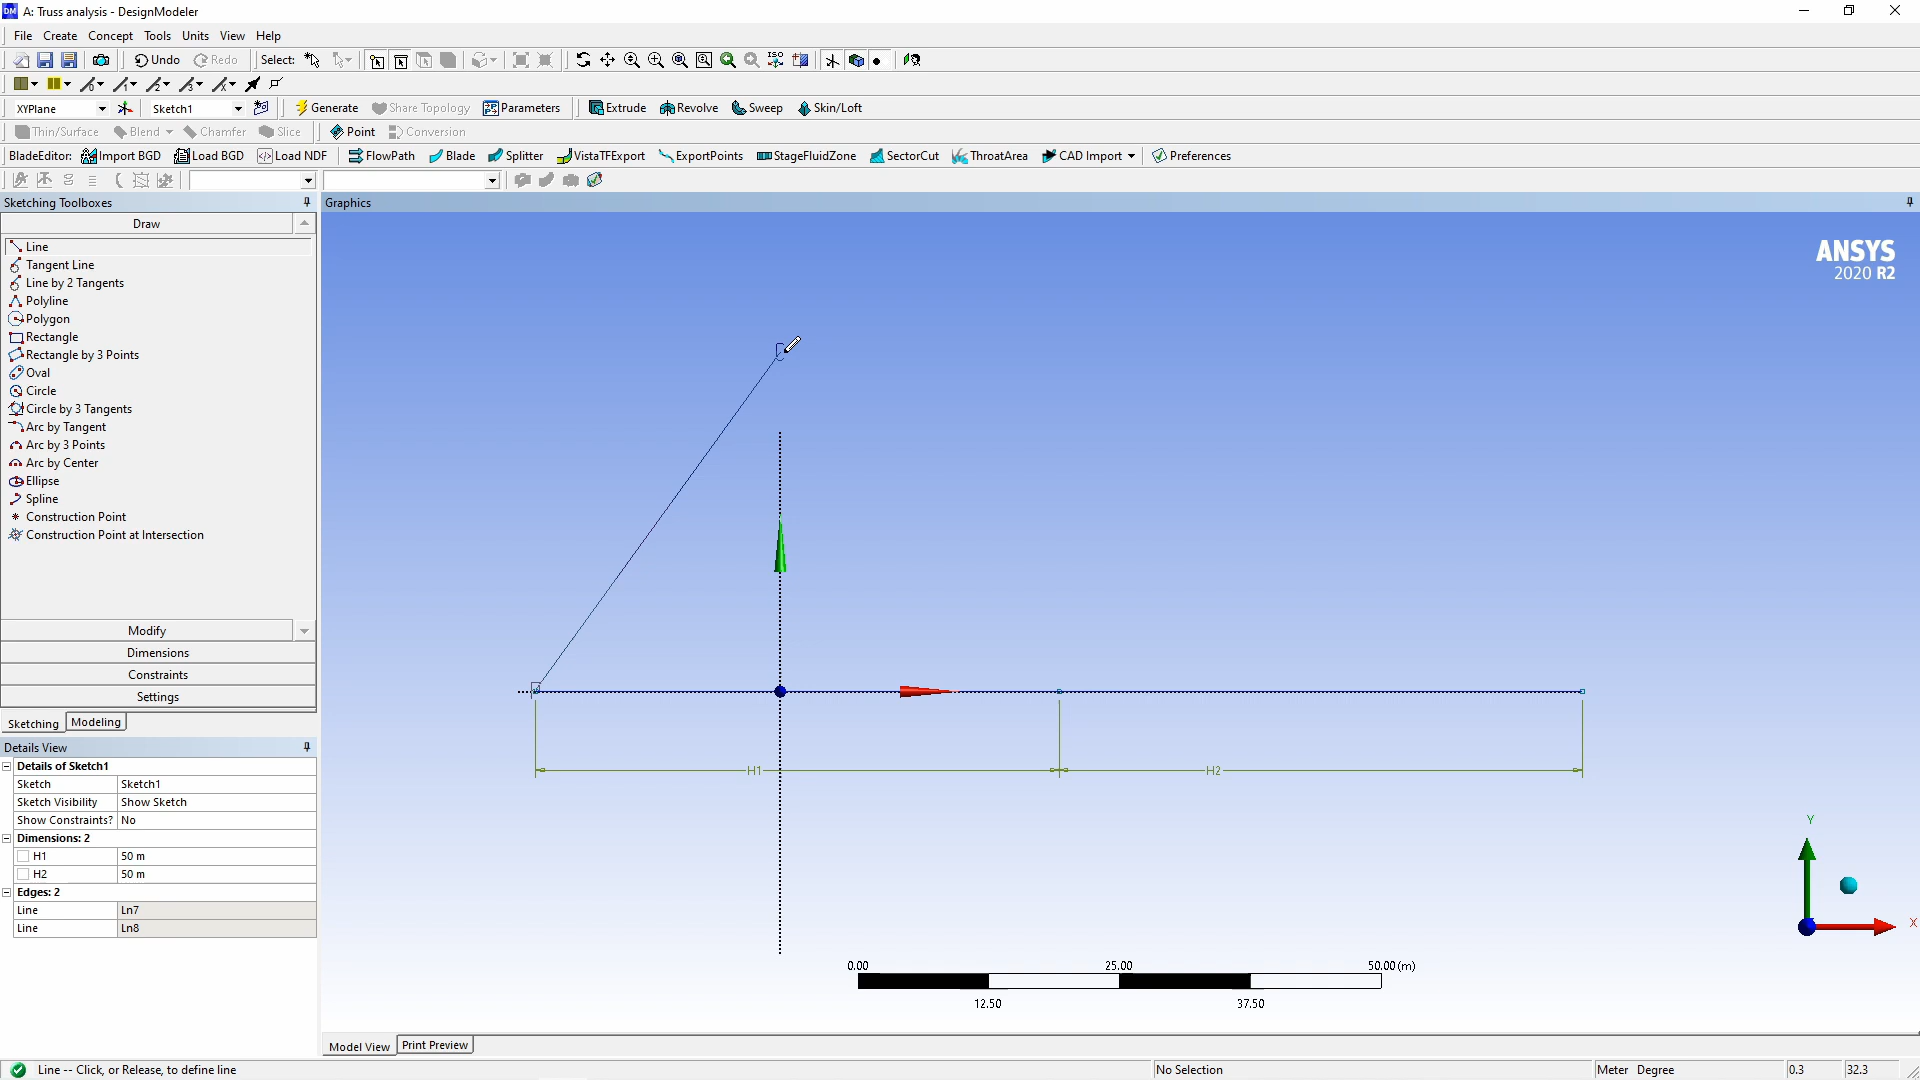 DM A: Truss analysis - DesignModeler
File Create Concept Tools Units View Help
Undo Redo Select: ISO
XYPlane Sketch1 Generate Share Topology Parameters Extrude Revolve Sweep Skin/Loft
Thin/Surface Blend Chamfer Slice Point Conversion
BladeEditor: Import BGD Load BGD Load NDF FlowPath Blade Splitter VistaTFExport ExportPoints StageFluidZone SectorCut ThroatArea CAD Import Preferences
Sketching Toolboxes
Draw
Line
Tangent Line
Line by 2 Tangents
Polyline
Polygon
Rectangle
Rectangle by 3 Points
Oval
Circle
Circle by 3 Tangents
Arc by Tangent
Arc by 3 Points
Arc by Center
Ellipse
Spline
Construction Point
Construction Point at Intersection
Modify
Dimensions
Constraints
Settings
Sketching Modeling
Details View
Details of Sketch1
Sketch Sketch1
Sketch Visibility Show Sketch
Show Constraints? No
Dimensions: 2
H1 50 m
H2 50 m
Edges: 2
Line Ln7
Line Ln8
Graphics
ANSYS
2020 R2
H1
H2
Y
X
0.00 25.00 50.00 (m)
12.50 37.50
Model View Print Preview
Line -- Click, or Release, to define line No Selection Meter Degree 0.3 32.3